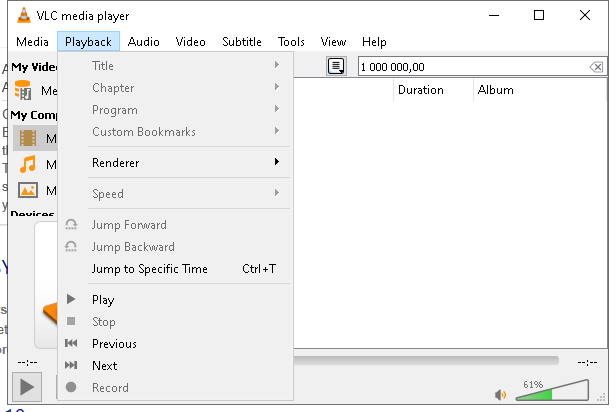 VLC media player
Media Playback Audio Video Subtitle Tools View Help
My Vide
Title
1 000 000,00
Me
Chapter
Duration Album
My Comp
Program
M
Custom Bookmarks
M
Renderer
M
Speed
Devices
Jump Forward
Jump Backward
Jump to Specific Time Ctrl+T
Play
Stop
Previous
--:-- Next --:--
Record
61%